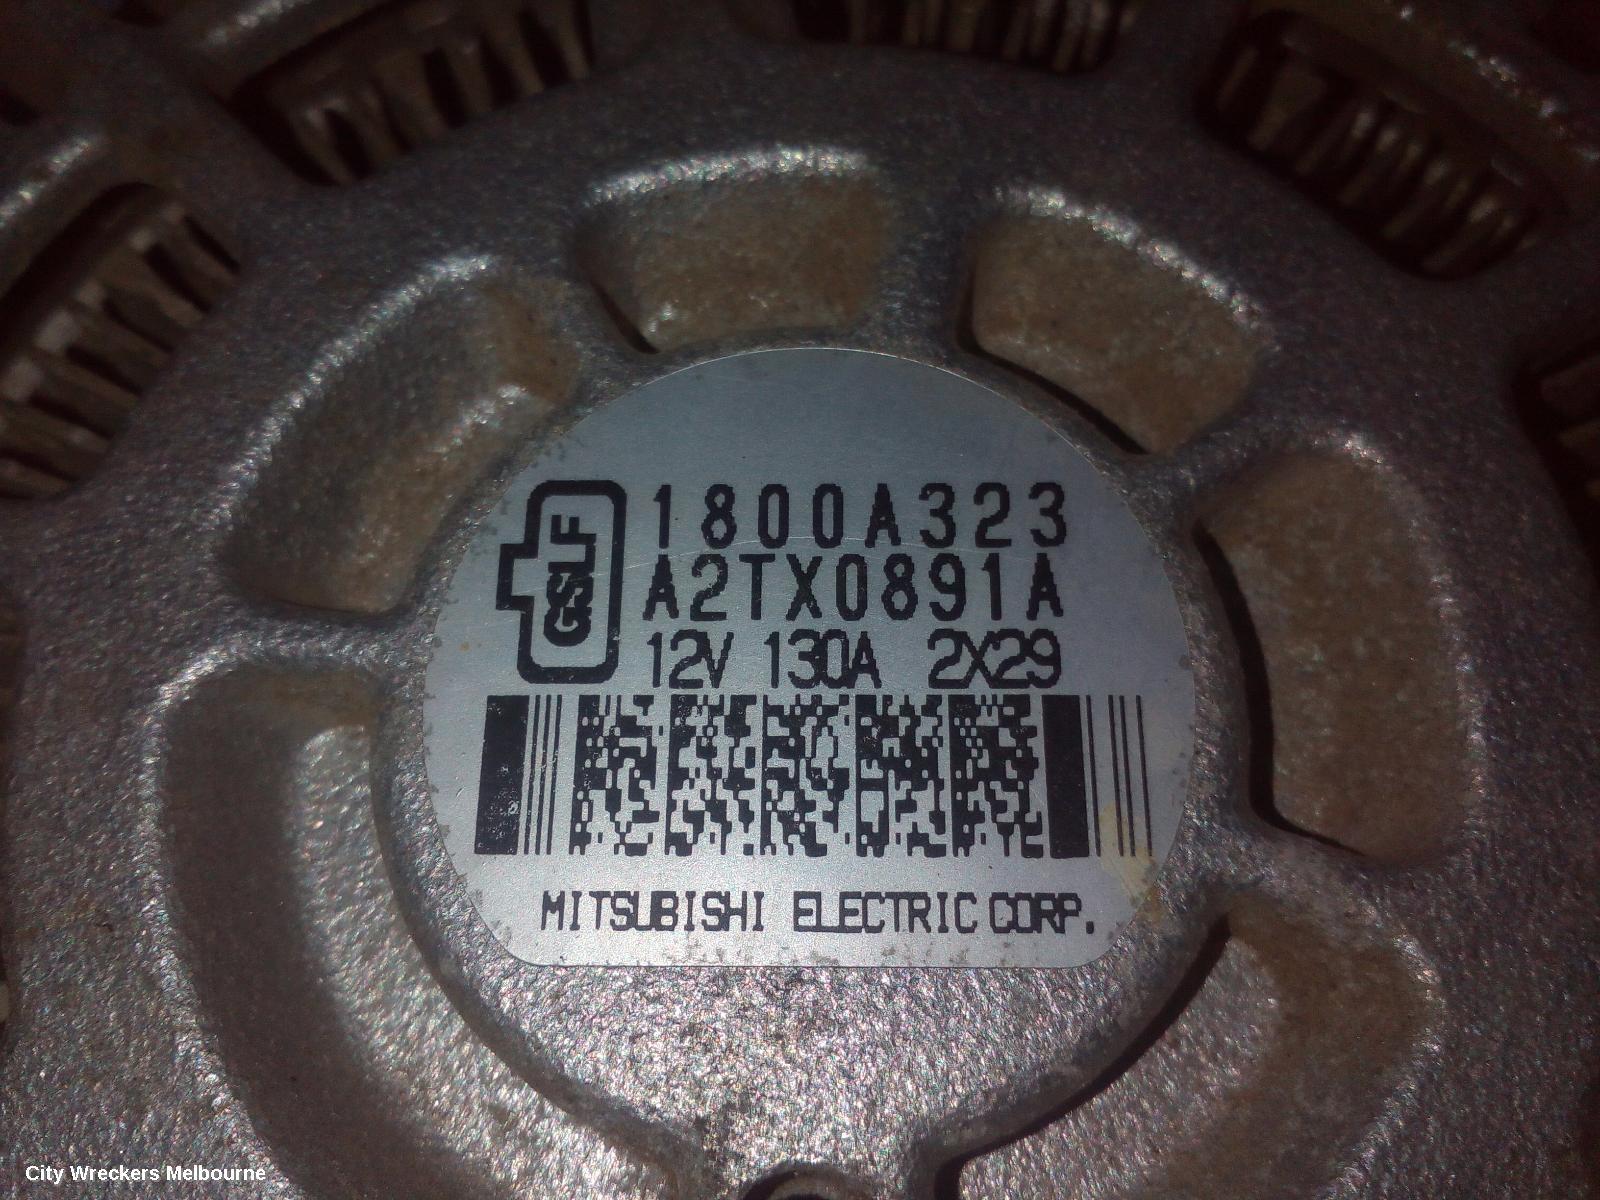 1800A323
A2TX0891A
12V 130A 2X29
GSLF
MITSUBISHI ELECTRIC CORP.
City Wreckers Melbourne